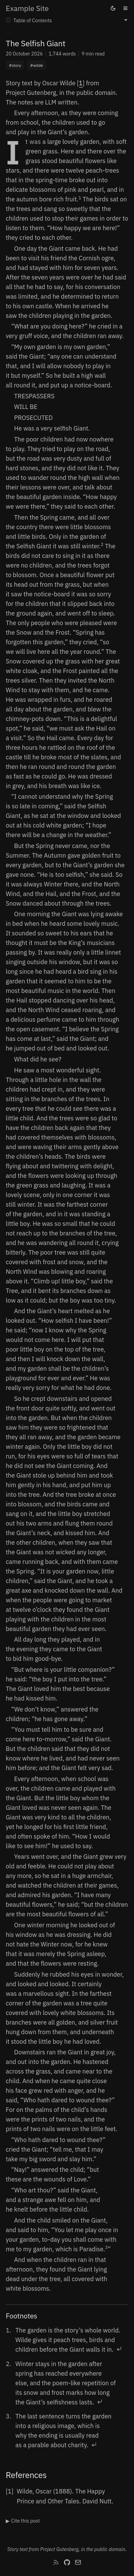 Example Site
Table of Contents
The Selfish Giant
20 October 2026 | 1,744 words | 9 min read
#story #wilde
Story text by Oscar Wilde [1] from
Project Gutenberg, in the public domain.
The notes are LLM written.
Every afternoon, as they were coming
from school, the children used to go
and play in the Giant’s garden.
It was a large lovely garden, with soft
green grass. Here and there over the
grass stood beautiful flowers like
stars, and there were twelve peach-trees
that in the spring-time broke out into
delicate blossoms of pink and pearl, and in
the autumn bore rich fruit.1 The birds sat on
the trees and sang so sweetly that the
children used to stop their games in order to
listen to them. “How happy we are here!”
they cried to each other.
One day the Giant came back. He had
been to visit his friend the Cornish ogre,
and had stayed with him for seven years.
After the seven years were over he had said
all that he had to say, for his conversation
was limited, and he determined to return
to his own castle. When he arrived he
saw the children playing in the garden.
“What are you doing here?” he cried in a
very gruff voice, and the children ran away.
“My own garden is my own garden,”
said the Giant; “any one can understand
that, and I will allow nobody to play in
it but myself.” So he built a high wall
all round it, and put up a notice-board.
TRESPASSERS
WILL BE
PROSECUTED
He was a very selfish Giant.
The poor children had now nowhere
to play. They tried to play on the road,
but the road was very dusty and full of
hard stones, and they did not like it. They
used to wander round the high wall when
their lessons were over, and talk about
the beautiful garden inside. “How happy
we were there,” they said to each other.
Then the Spring came, and all over
the country there were little blossoms
and little birds. Only in the garden of
the Selfish Giant it was still winter.2 The
birds did not care to sing in it as there
were no children, and the trees forgot
to blossom. Once a beautiful flower put
its head out from the grass, but when
it saw the notice-board it was so sorry
for the children that it slipped back into
the ground again, and went off to sleep.
The only people who were pleased were
the Snow and the Frost. “Spring has
forgotten this garden,” they cried, “so
we will live here all the year round.” The
Snow covered up the grass with her great
white cloak, and the Frost painted all the
trees silver. Then they invited the North
Wind to stay with them, and he came.
He was wrapped in furs, and he roared
all day about the garden, and blew the
chimney-pots down. “This is a delightful
spot,” he said, “we must ask the Hail on
a visit.” So the Hail came. Every day for
three hours he rattled on the roof of the
castle till he broke most of the slates, and
then he ran round and round the garden
as fast as he could go. He was dressed
in grey, and his breath was like ice.
“I cannot understand why the Spring
is so late in coming,” said the Selfish
Giant, as he sat at the window and looked
out at his cold white garden; “I hope
there will be a change in the weather.”
But the Spring never came, nor the
Summer. The Autumn gave golden fruit to
every garden, but to the Giant’s garden she
gave none. “He is too selfish,” she said. So
it was always Winter there, and the North
Wind, and the Hail, and the Frost, and the
Snow danced about through the trees.
One morning the Giant was lying awake
in bed when he heard some lovely music.
It sounded so sweet to his ears that he
thought it must be the King’s musicians
passing by. It was really only a little linnet
singing outside his window, but it was so
long since he had heard a bird sing in his
garden that it seemed to him to be the
most beautiful music in the world. Then
the Hail stopped dancing over his head,
and the North Wind ceased roaring, and
a delicious perfume came to him through
the open casement. “I believe the Spring
has come at last,” said the Giant; and
he jumped out of bed and looked out.
What did he see?
He saw a most wonderful sight.
Through a little hole in the wall the
children had crept in, and they were
sitting in the branches of the trees. In
every tree that he could see there was a
little child. And the trees were so glad to
have the children back again that they
had covered themselves with blossoms,
and were waving their arms gently above
the children’s heads. The birds were flying
about and twittering with delight,
and the flowers were looking up through
the green grass and laughing. It was a
lovely scene, only in one corner it was
still winter. It was the farthest corner
of the garden, and in it was standing a
little boy. He was so small that he could
not reach up to the branches of the tree,
and he was wandering all round it, crying
bitterly. The poor tree was still quite
covered with frost and snow, and the
North Wind was blowing and roaring
above it. “Climb up! little boy,” said the
Tree, and it bent its branches down as
low as it could; but the boy was too tiny.
And the Giant’s heart melted as he
looked out. “How selfish I have been!”
he said; “now I know why the Spring
would not come here. I will put that
poor little boy on the top of the tree,
and then I will knock down the wall,
and my garden shall be the children’s
playground for ever and ever.” He was
really very sorry for what he had done.
So he crept downstairs and opened
the front door quite softly, and went out
into the garden. But when the children
saw him they were so frightened that
they all ran away, and the garden became
winter again. Only the little boy did not
run, for his eyes were so full of tears that
he did not see the Giant coming. And
the Giant stole up behind him and took
him gently in his hand, and put him up
into the tree. And the tree broke at once
into blossom, and the birds came and
sang on it, and the little boy stretched
out his two arms and flung them round
the Giant’s neck, and kissed him. And
the other children, when they saw that
the Giant was not wicked any longer,
came running back, and with them came
the Spring. “It is your garden now, little
children,” said the Giant, and he took a
great axe and knocked down the wall. And
when the people were going to market
at twelve o’clock they found the Giant
playing with the children in the most
beautiful garden they had ever seen.
All day long they played, and in
the evening they came to the Giant
to bid him good-bye.
“But where is your little companion?”
he said: “the boy I put into the tree.”
The Giant loved him the best because
he had kissed him.
“We don’t know,” answered the
children; “he has gone away.”
“You must tell him to be sure and
come here to-morrow,” said the Giant.
But the children said that they did not
know where he lived, and had never seen
him before; and the Giant felt very sad.
Every afternoon, when school was
over, the children came and played with
the Giant. But the little boy whom the
Giant loved was never seen again. The
Giant was very kind to all the children,
yet he longed for his first little friend,
and often spoke of him. “How I would
like to see him!” he used to say.
Years went over, and the Giant grew very
old and feeble. He could not play about
any more, so he sat in a huge armchair,
and watched the children at their games,
and admired his garden. “I have many
beautiful flowers,” he said; “but the children
are the most beautiful flowers of all.”
One winter morning he looked out of
his window as he was dressing. He did
not hate the Winter now, for he knew
that it was merely the Spring asleep,
and that the flowers were resting.
Suddenly he rubbed his eyes in wonder,
and looked and looked. It certainly
was a marvellous sight. In the farthest
corner of the garden was a tree quite
covered with lovely white blossoms. Its
branches were all golden, and silver fruit
hung down from them, and underneath
stood the little boy he had loved.
Downstairs ran the Giant in great joy,
and out into the garden. He hastened
across the grass, and came near to the
child. And when he came quite close
his face grew red with anger, and he
said, “Who hath dared to wound thee?”
For on the palms of the child’s hands
were the prints of two nails, and the
prints of two nails were on the little feet.
“Who hath dared to wound thee?”
cried the Giant; “tell me, that I may
take my big sword and slay him.”
“Nay!” answered the child; “but
these are the wounds of Love.”
“Who art thou?” said the Giant,
and a strange awe fell on him, and
he knelt before the little child.
And the child smiled on the Giant,
and said to him, “You let me play once in
your garden, to-day you shall come with
me to my garden, which is Paradise.”3
And when the children ran in that
afternoon, they found the Giant lying
dead under the tree, all covered with
white blossoms.
Footnotes
1. The garden is the story’s whole world.
Wilde gives it peach trees, birds and
children before the Giant walks in it. ↩
2. Winter stays in the garden after
spring has reached everywhere
else, and the poem-like repetition of
its snow and frost marks how long
the Giant’s selfishness lasts. ↩
3. The last sentence turns the garden
into a religious image, which is
why the ending is usually read
as a parable about charity. ↩
References
[1] Wilde, Oscar (1888). The Happy
Prince and Other Tales. David Nutt.
▶ Cite this post
Story text from Project Gutenberg, in the public domain.